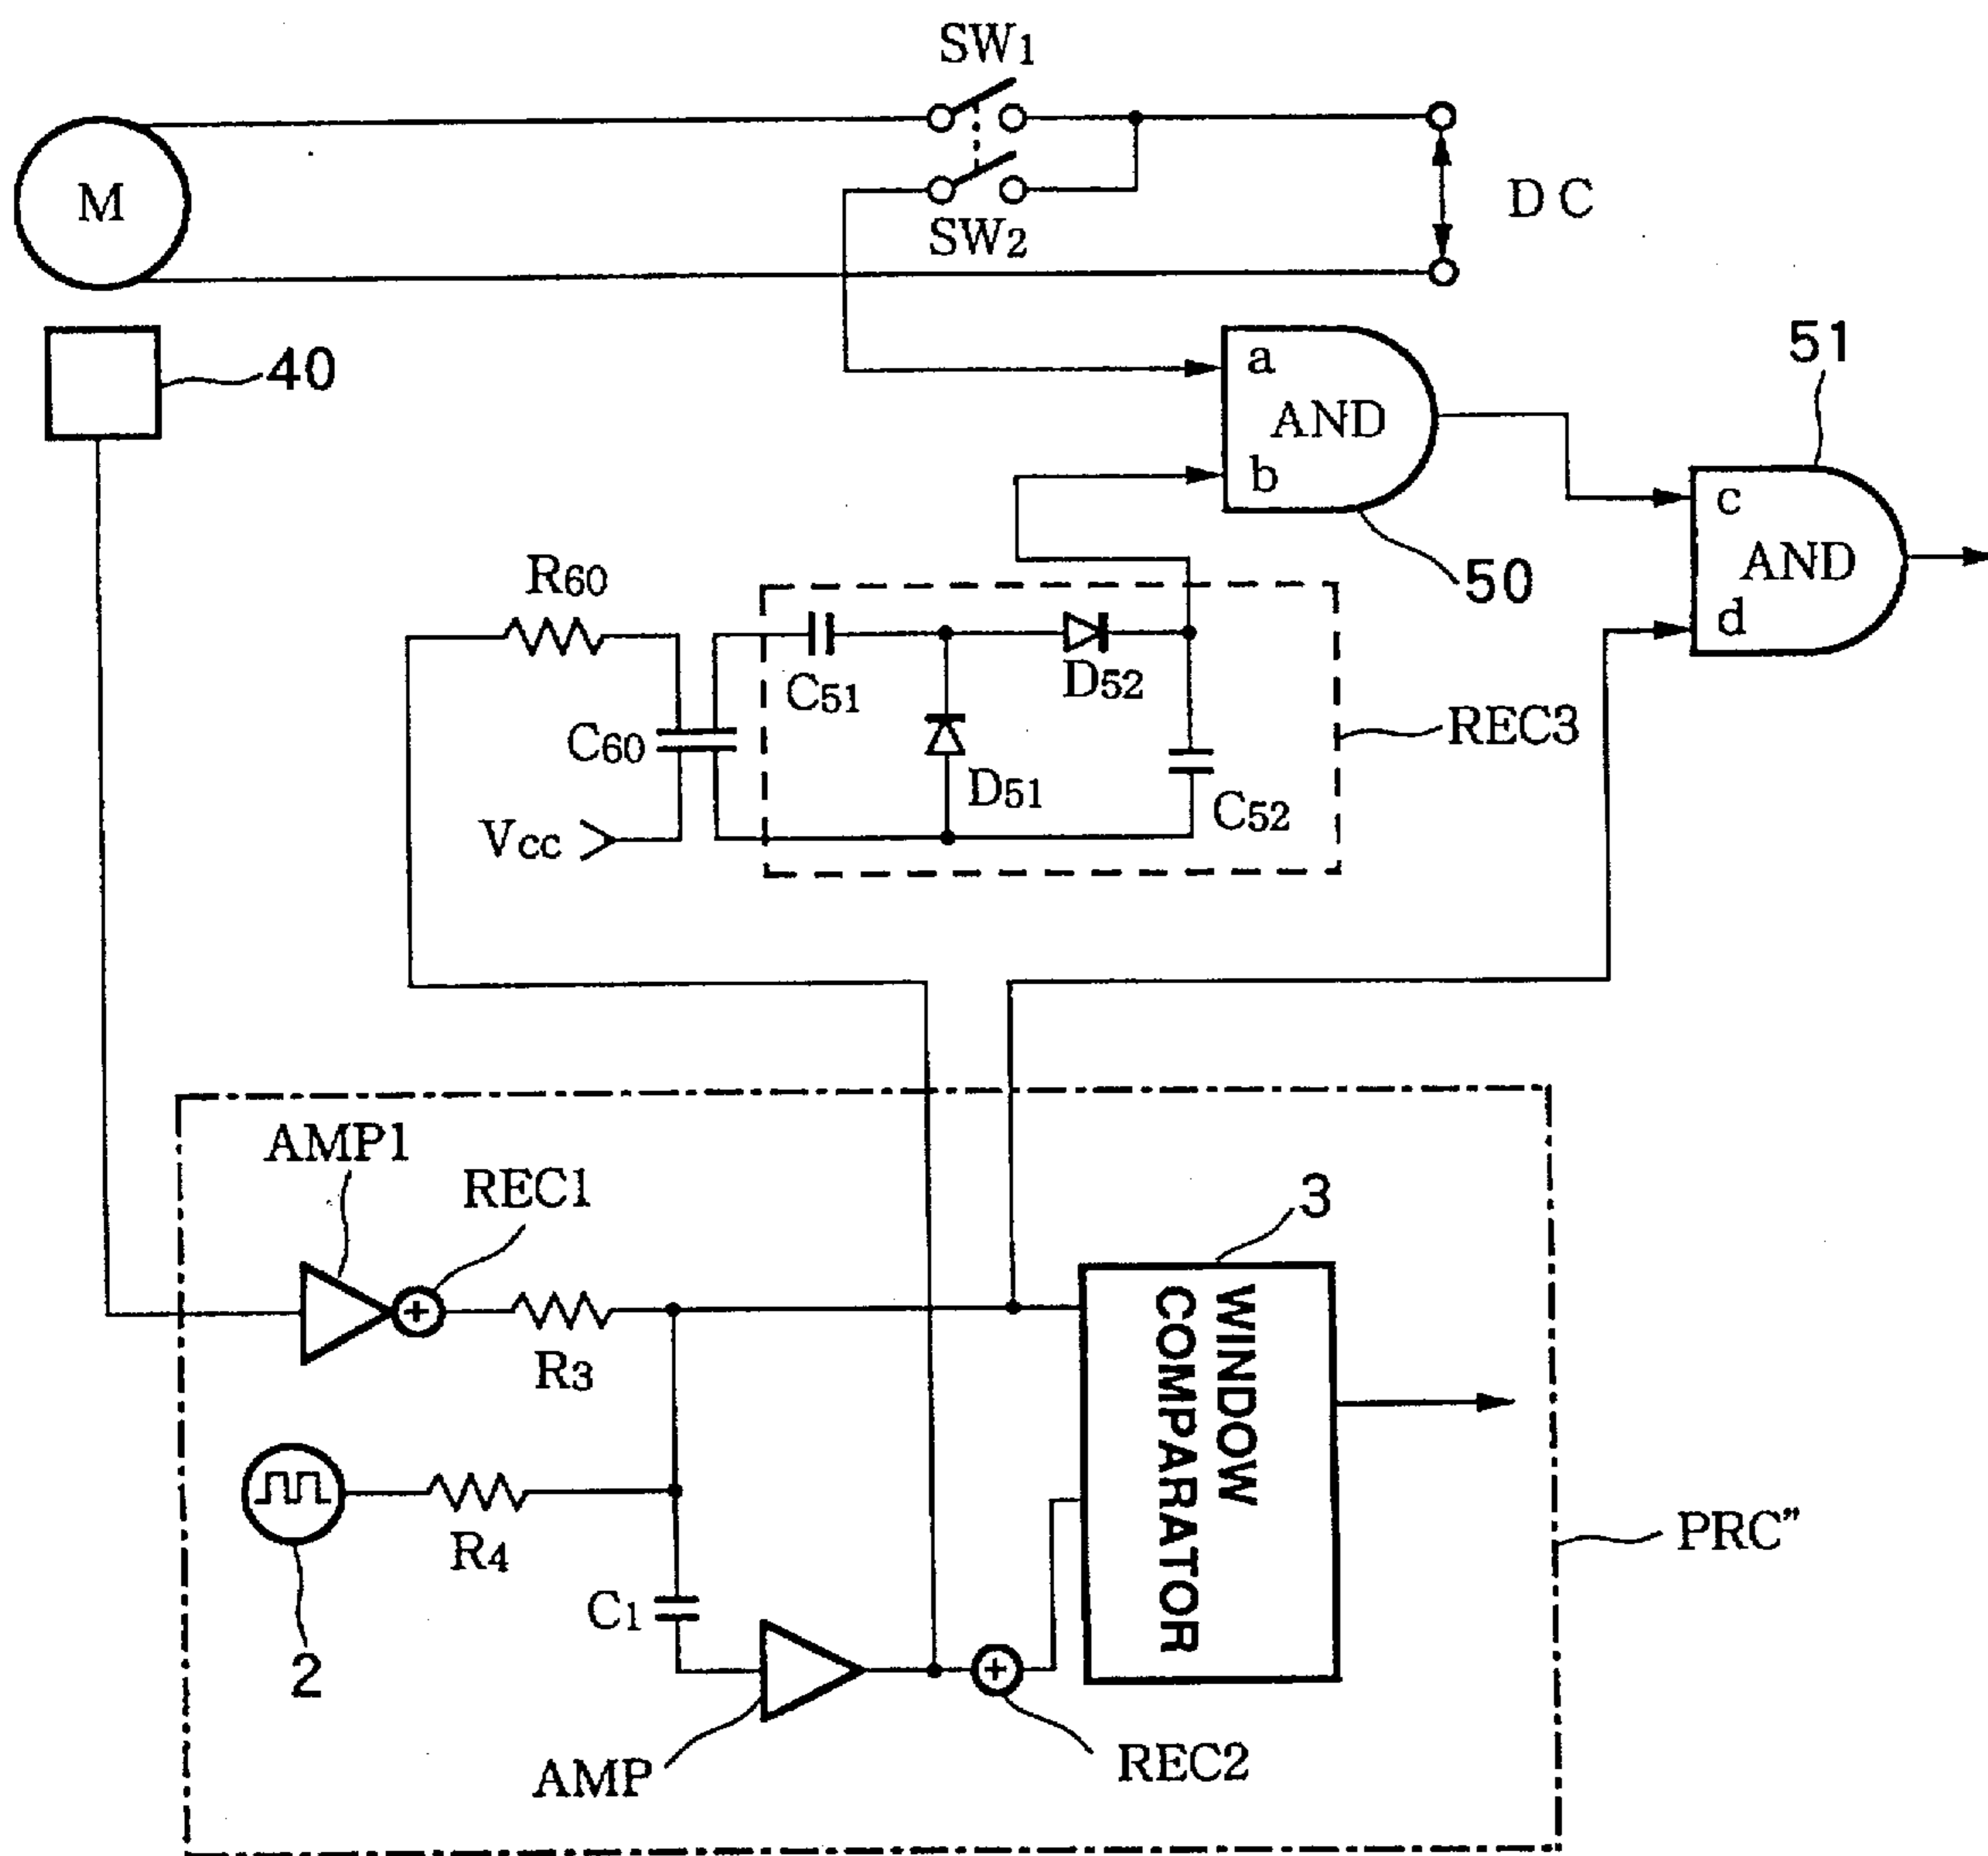 SW1
M
DC
SW2
40
51
a
AND
b
c
AND
d
50
R60
C51
D52
REC3
C60
D51
C52
Vcc
AMP1
REC1
3
R3
WINDOW
COMPARATOR
R4
PRC"
C1
2
AMP
REC2